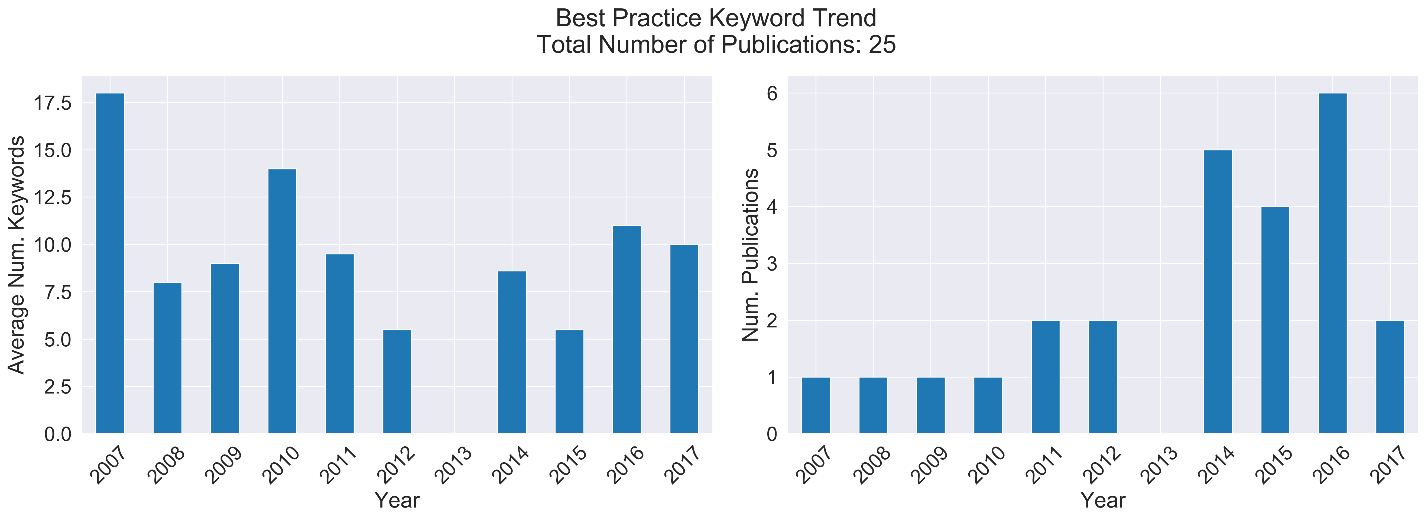 Best Practice Keyword Trend
Total Number of Publications: 25
Average Num. Keywords
17.5
15.0
12.5
10.0
7.5
5.0
2.5
0.0
2007 2008 2009 2010 2011 2012 2013 2014 2015 2016 2017
Year
Num. Publications
6
5
4
3
2
1
0
2007 2008 2009 2010 2011 2012 2013 2014 2015 2016 2017
Year